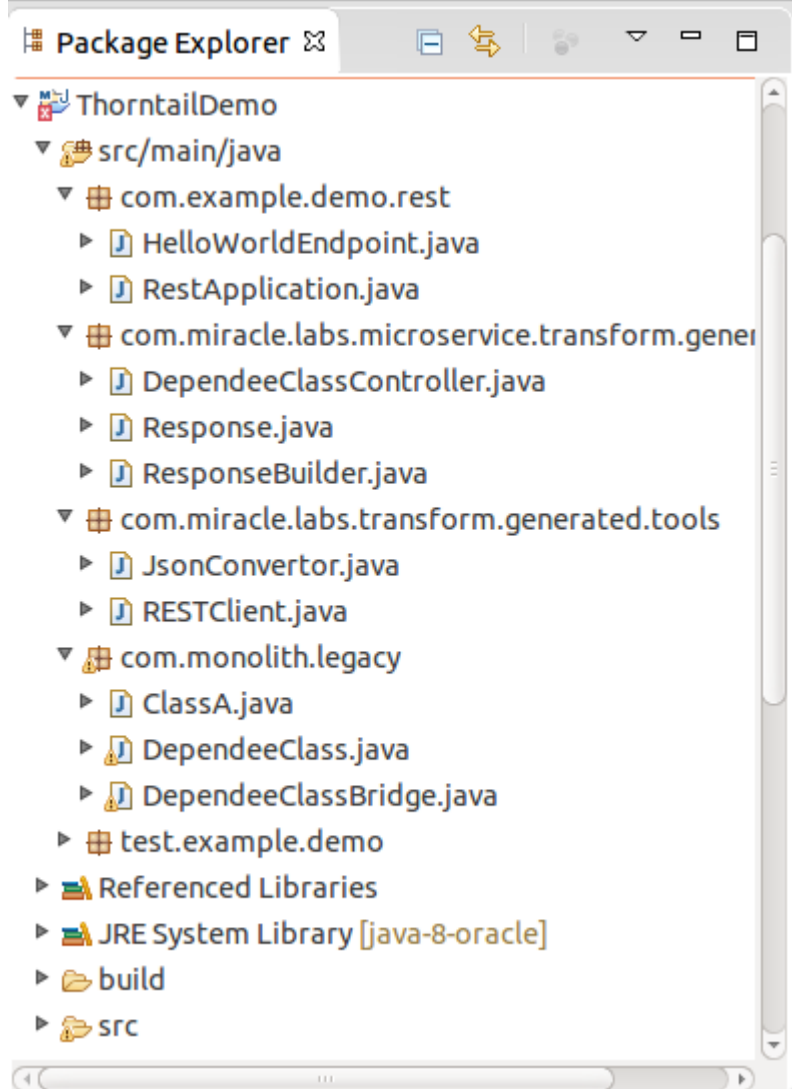 Package Explorer
ThorntailDemo
src/main/java
com.example.demo.rest
HelloWorldEndpoint.java
RestApplication.java
com.miracle.labs.microservice.transform.gener
DependeeClassController.java
Response.java
ResponseBuilder.java
com.miracle.labs.transform.generated.tools
JsonConvertor.java
RESTClient.java
com.monolith.legacy
ClassA.java
DependeeClass.java
DependeeClassBridge.java
test.example.demo
Referenced Libraries
JRE System Library [java-8-oracle]
build
src